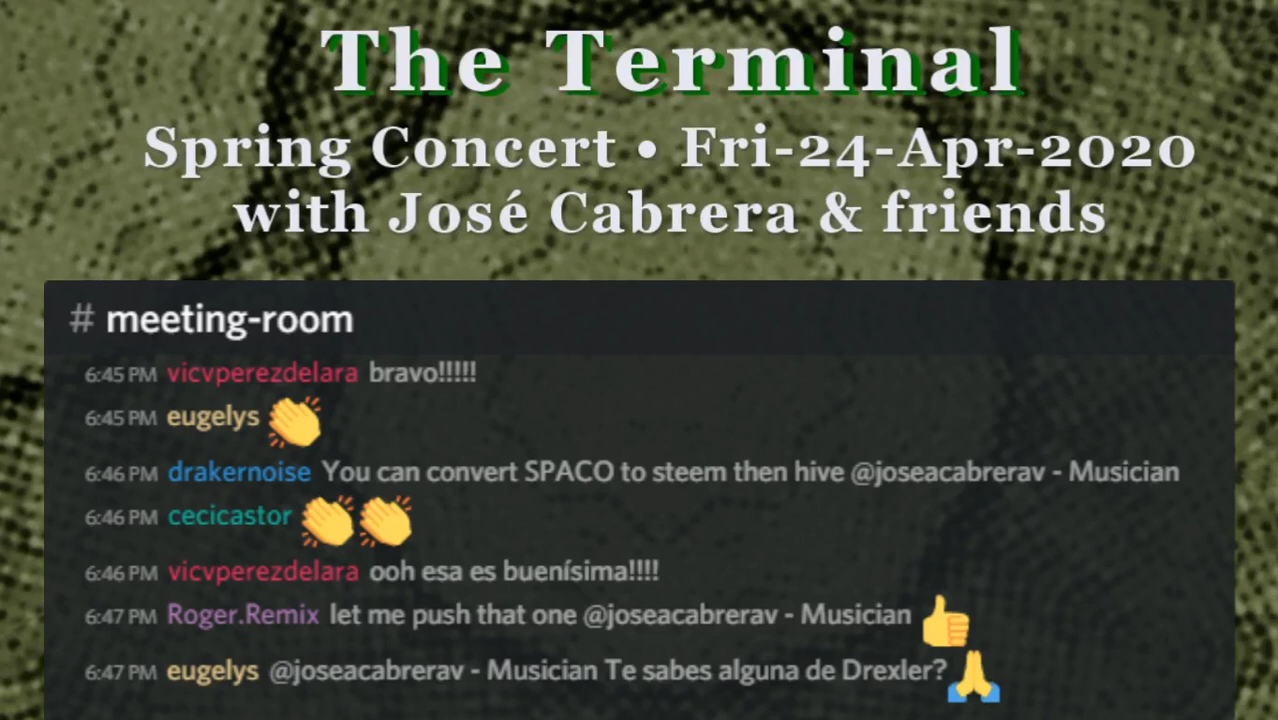 The Terminal
Spring Concert • Fri-24-Apr-2020
with José Cabrera & friends
# meeting-room
6:45 PM vicvperezdelara bravo!!!!!
6:45 PM eugelys 👏
6:46 PM drakernoise You can convert SPACO to steem then hive @joseacabrerav - Musician
6:46 PM cecicastor 👏👏
6:46 PM vicvperezdelara ooh esa es buenísima!!!!
6:47 PM Roger.Remix let me push that one @joseacabrerav - Musician 👍
6:47 PM eugelys @joseacabrerav - Musician Te sabes alguna de Drexler?🙏